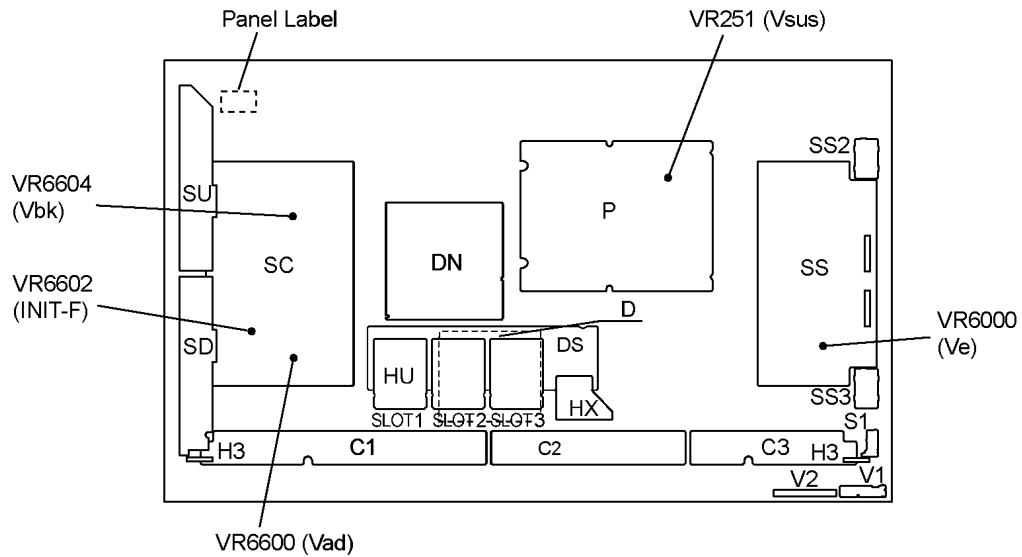 Panel Label
VR251 (Vsus)
SS2
VR6604
(Vbk)
SU
P
SC
DN
SS
VR6602
(INIT-F)
D
VR6000
(Ve)
SD
DS
HU
SS3
HX
SLOT1 SLOT2 SLOT3
S1
H3
C1
C2
C3
H3
V2
V1
VR6600 (Vad)